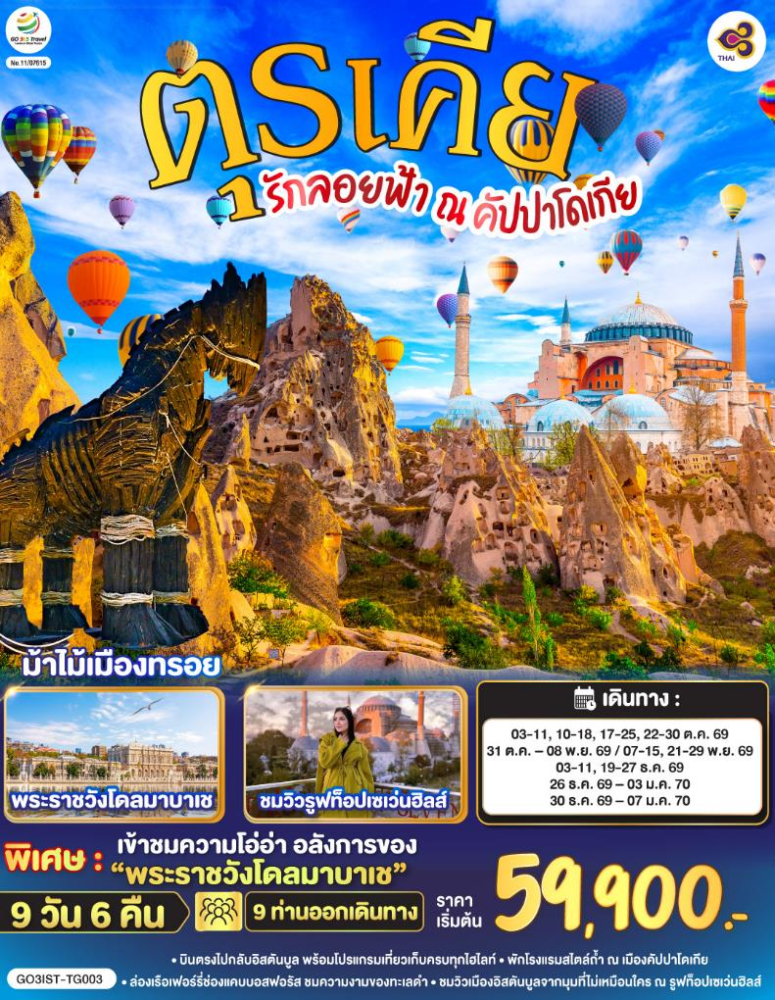 GO 365 Travel
No.11/07615
THAI
ตุรเคีย
รักลอยฟ้า ณ คัปปาโดเกีย
ม้าไม้เมืองทรอย
พระราชวังโดลมาบาเช
ชมวิวรูฟท็อปเซเว่นฮิลส์
เดินทาง :
03-11, 10-18, 17-25, 22-30 ต.ค. 69
31 ต.ค. – 08 พ.ย. 69 / 07-15, 21-29 พ.ย. 69
03-11, 19-27 ธ.ค. 69
26 ธ.ค. 69 – 03 ม.ค. 70
30 ธ.ค. 69 – 07 ม.ค. 70
พิเศษ : เข้าชมความโอ่อ่า อลังการของ
“พระราชวังโดลมาบาเช”
9 วัน 6 คืน
9 ท่านออกเดินทาง
ราคา
เริ่มต้น
59,900.-
• บินตรงไปกลับอิสตันบูล พร้อมโปรแกรมเที่ยวเก็บครบทุกไฮไลท์ • พักโรงแรมสไตล์ถ้ำ ณ เมืองคัปปาโดเกีย
GO3IST-TG003
• ล่องเรือเฟอร์รี่ช่องแคบบอสฟอรัส ชมความงามของทะเลดำ • ชมวิวเมืองอิสตันบูลจากมุมที่ไม่เหมือนใคร ณ รูฟท็อปเซเว่นฮิลส์